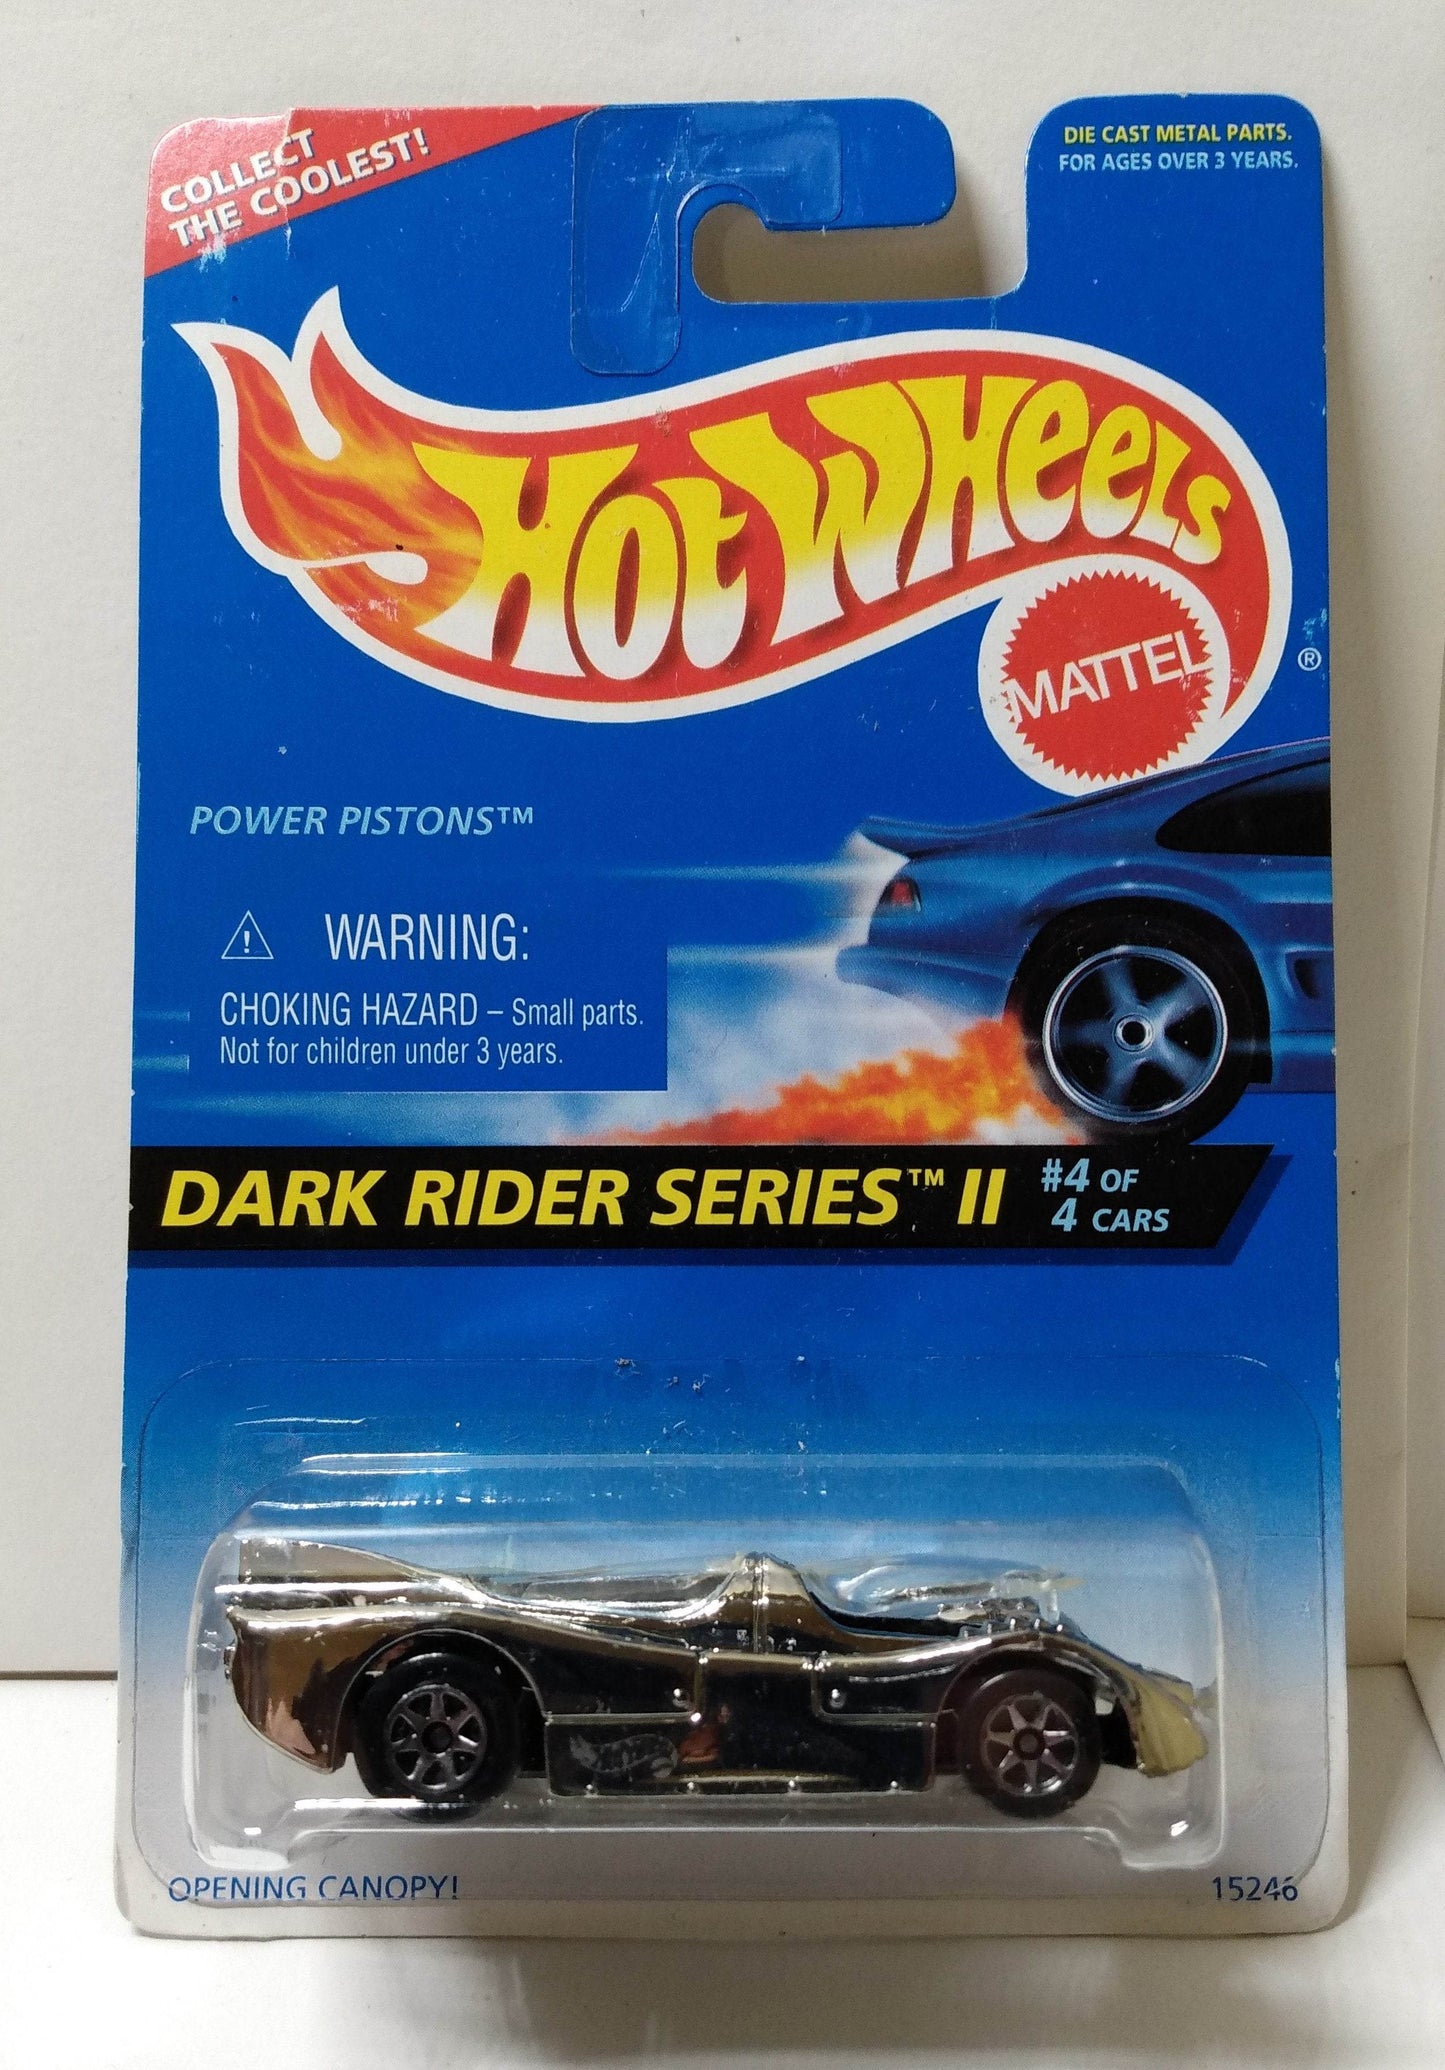 COLLECT
THE COOLEST!
DIE CAST METAL PARTS.
FOR AGES OVER 3 YEARS.
Hot Wheels
MATTEL
®
POWER PISTONS™
WARNING:
CHOKING HAZARD – Small parts.
Not for children under 3 years.
DARK RIDER SERIES™ II
#4 OF
4 CARS
Hot Wheels
OPENING CANOPY!
15246